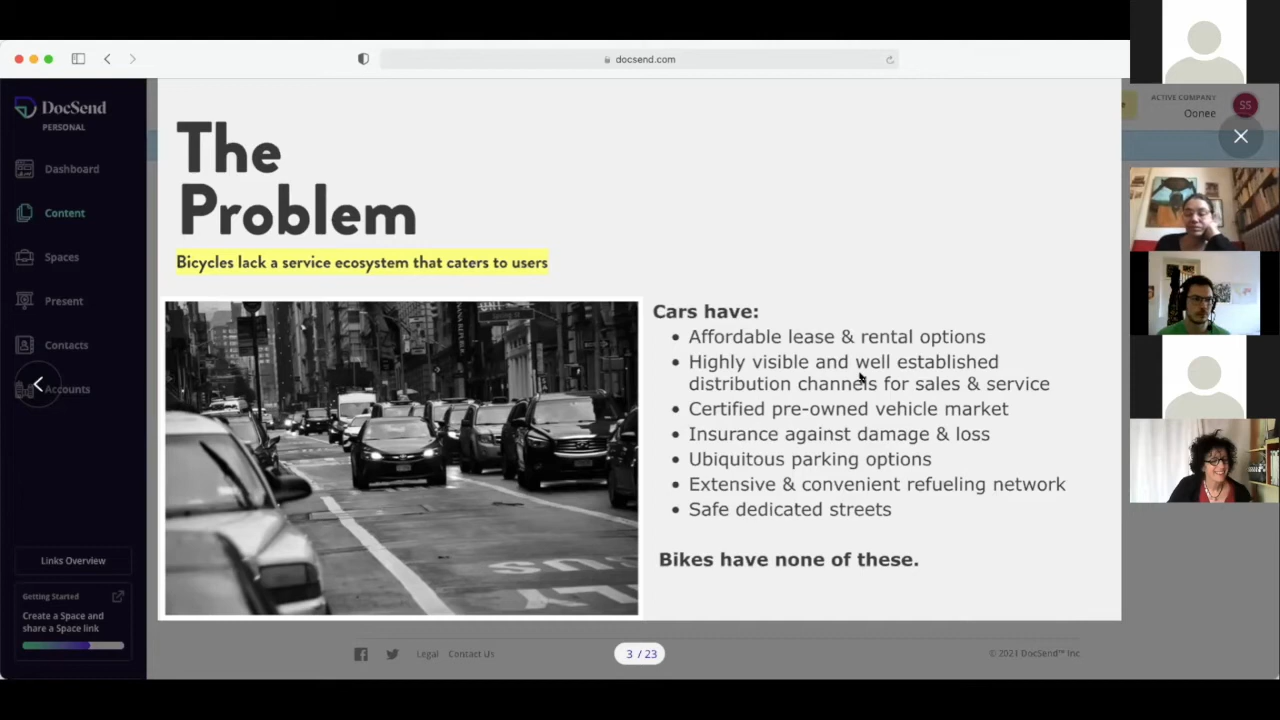 docsend.com
DocSend
PERSONAL
Dashboard
Content
Spaces
Present
Contacts
Accounts
Links Overview
Getting Started
Create a Space and
share a Space link
ACTIVE COMPANY
Oonee
SS
The
Problem
Bicycles lack a service ecosystem that caters to users
Cars have:
• Affordable lease & rental options
• Highly visible and well established
distribution channels for sales & service
• Certified pre-owned vehicle market
• Insurance against damage & loss
• Ubiquitous parking options
• Extensive & convenient refueling network
• Safe dedicated streets
Bikes have none of these.
3 / 23
Legal
Contact Us
© 2021 DocSend™ Inc